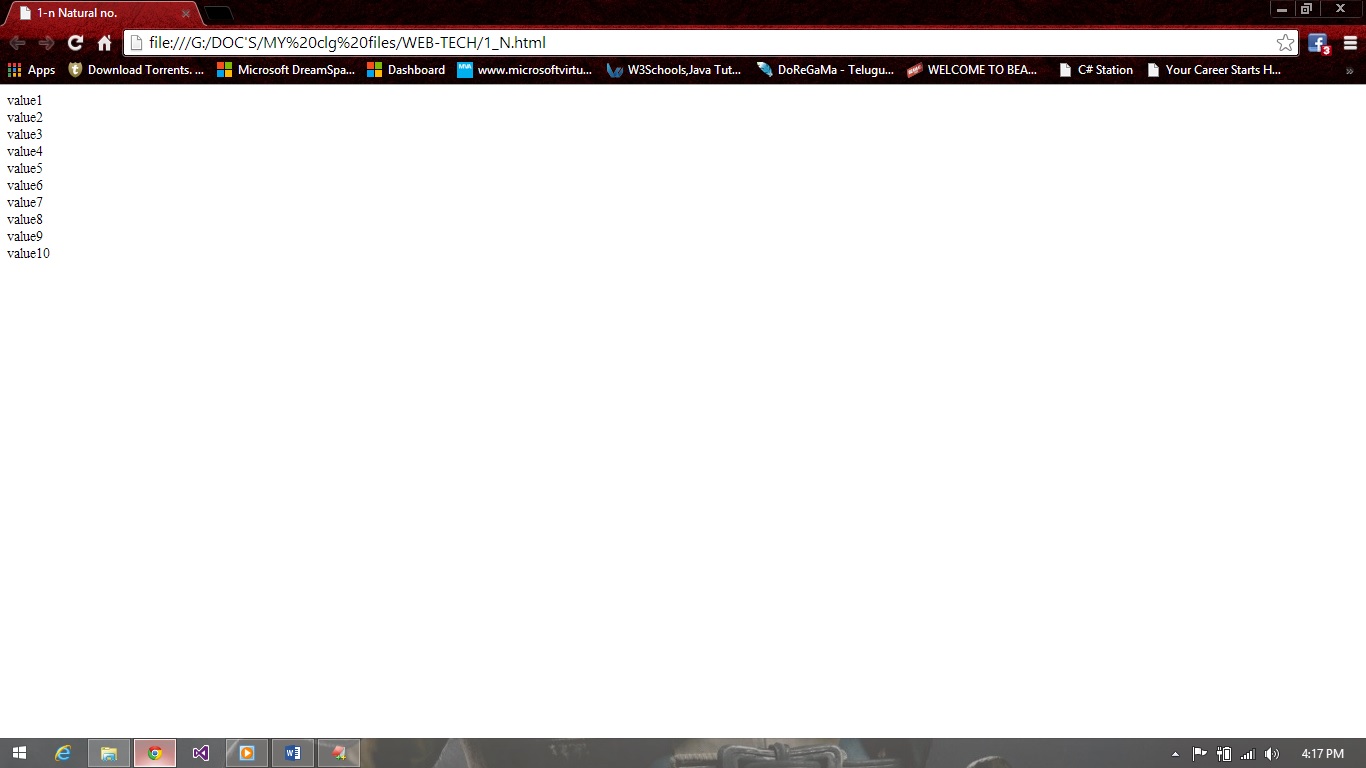 1-n Natural no.
file:///G:/DOC'S/MY%20clg%20files/WEB-TECH/1_N.html
3
Apps Download Torrents. ... Microsoft DreamSpa... Dashboard MVA www.microsoftvirtu... W3Schools,Java Tut... DoReGaMa - Telugu... WELCOME TO BEA... C# Station Your Career Starts H... »
value1
value2
value3
value4
value5
value6
value7
value8
value9
value10
4:17 PM